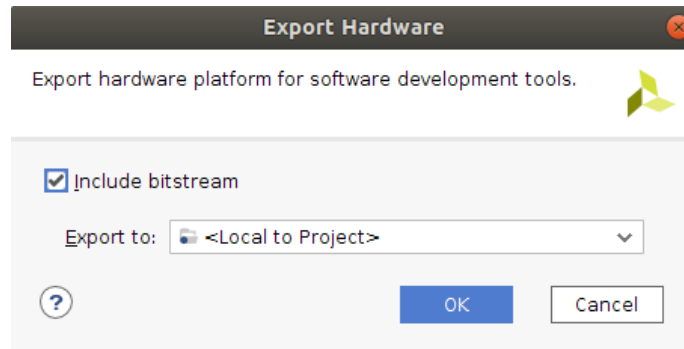 Export Hardware
Export hardware platform for software development tools.
Include bitstream
Export to: <Local to Project>
?
OK Cancel